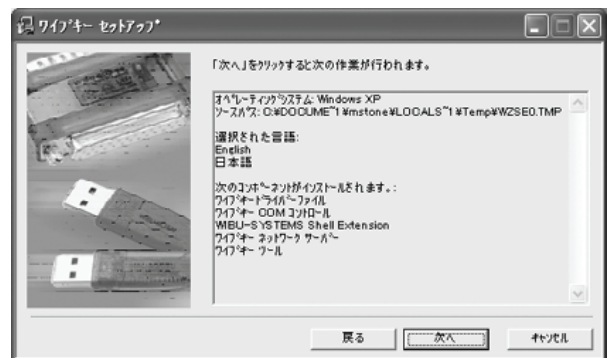 ﾜｲﾌﾞｷｰ ｾｯﾄｱｯﾌﾟ
「次へ」をｸﾘｯｸすると次の作業が行われます。
ｵﾍﾟﾚｰﾃｨﾝｸﾞｼｽﾃﾑ: Windows XP
ｿｰｽﾊﾟｽ: C:¥DOCUME~1¥mstone¥LOCALS~1¥Temp¥WZSE0.TMP
選択された言語:
English
日本語
次のｺﾝﾎﾟｰﾈﾝﾄがｲﾝｽﾄｰﾙされます。:
ﾜｲﾌﾞｷｰﾄﾞﾗｲﾊﾞｰﾌｧｲﾙ
ﾜｲﾌﾞｷｰ COM ｺﾝﾄﾛｰﾙ
WIBU-SYSTEMS Shell Extension
ﾜｲﾌﾞｷｰ ﾈｯﾄﾜｰｸ ｻｰﾊﾞｰ
ﾜｲﾌﾞｷｰ ﾂｰﾙ
戻る 次へ ｷｬﾝｾﾙ